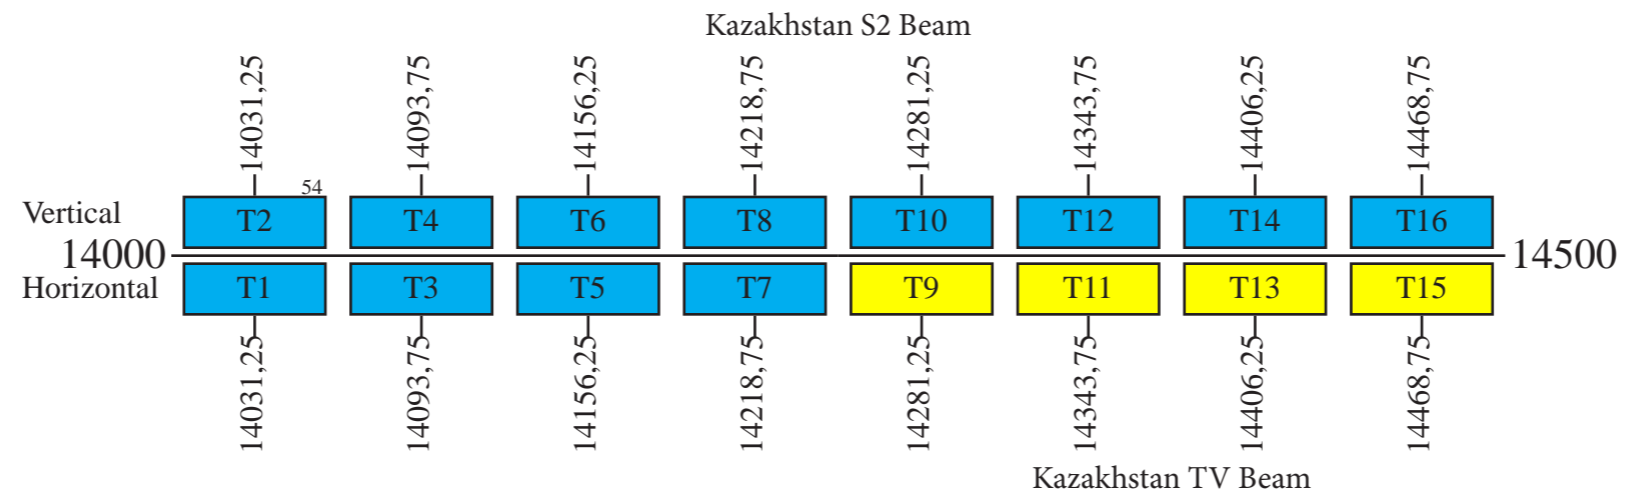 Kazakhstan S2 Beam
14031,25 14093,75 14156,25 14218,75 14281,25 14343,75 14406,25 14468,75
54
Vertical T2 T4 T6 T8 T10 T12 T14 T16
14000 14500
Horizontal T1 T3 T5 T7 T9 T11 T13 T15
14031,25 14093,75 14156,25 14218,75 14281,25 14343,75 14406,25 14468,75
Kazakhstan TV Beam